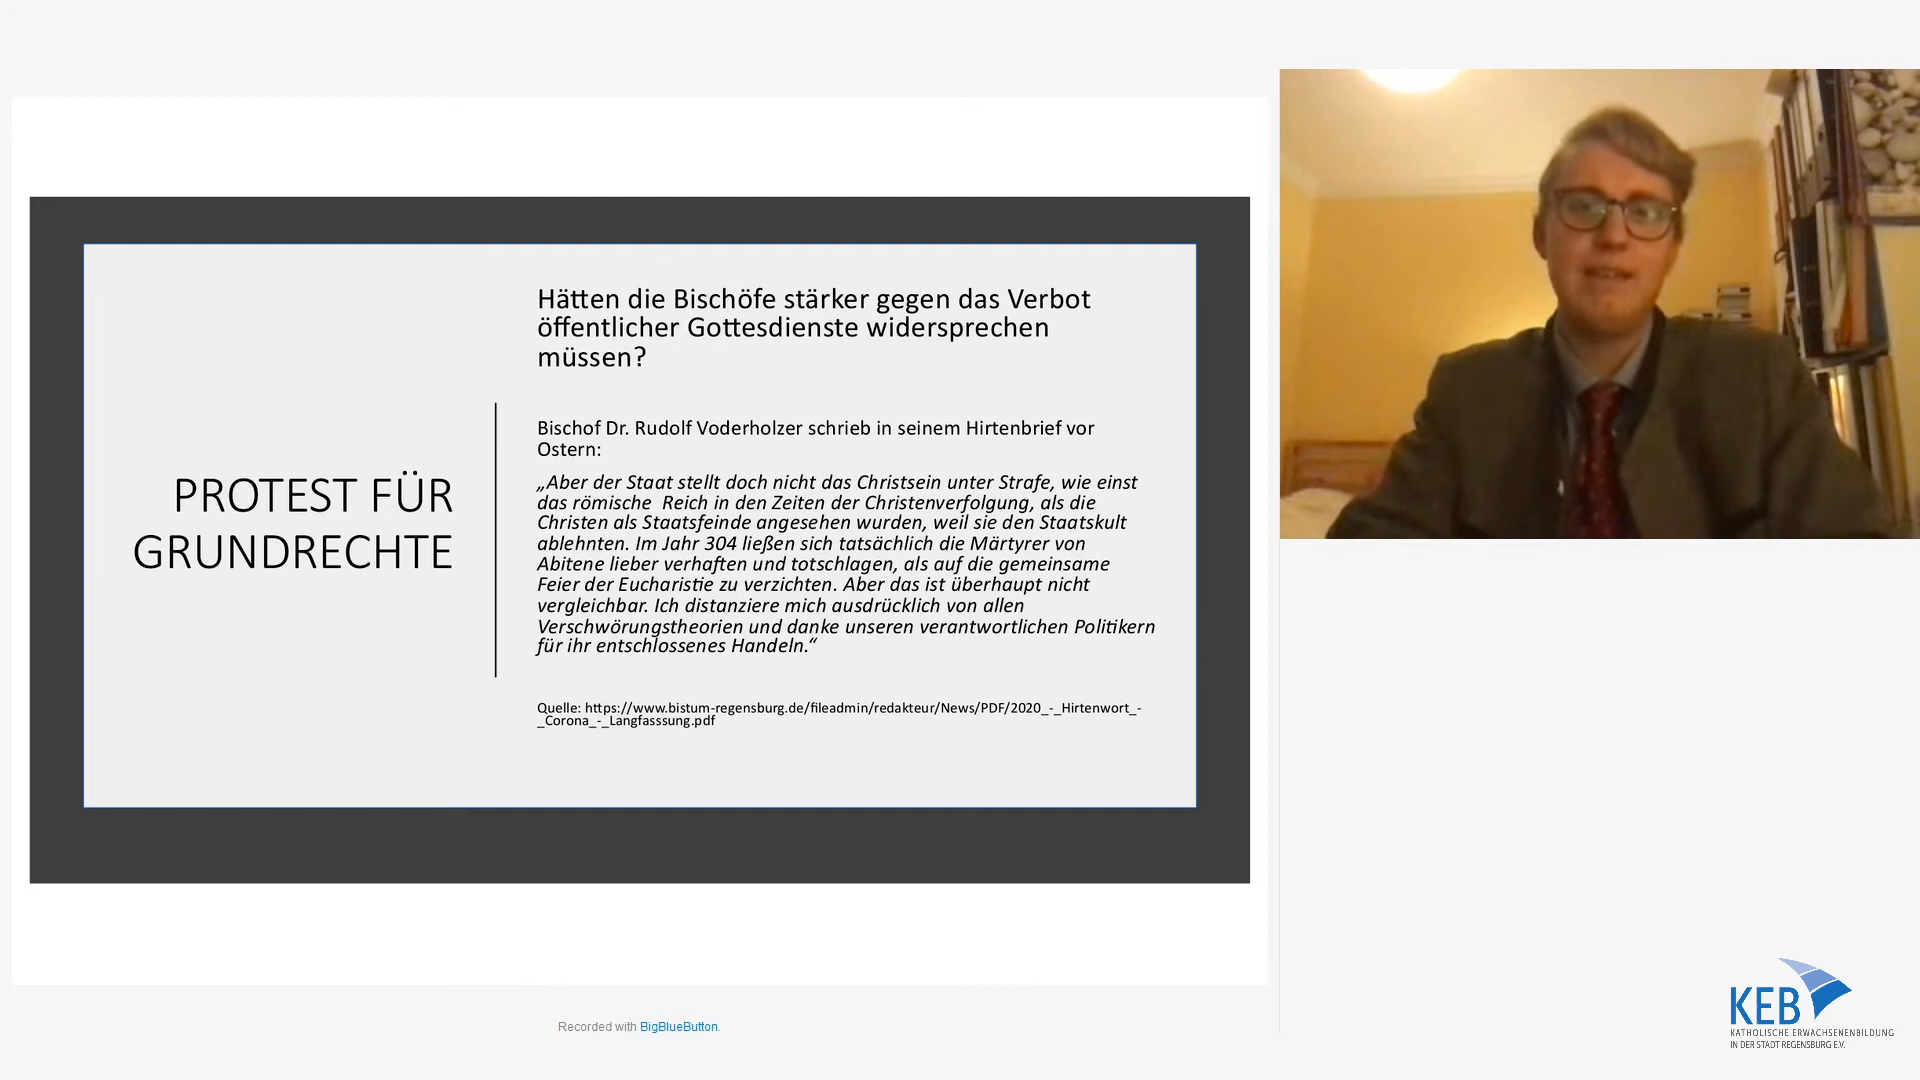 PROTEST FÜR
GRUNDRECHTE
Hätten die Bischöfe stärker gegen das Verbot
öffentlicher Gottesdienste widersprechen
müssen?
Bischof Dr. Rudolf Voderholzer schrieb in seinem Hirtenbrief vor
Ostern:
„Aber der Staat stellt doch nicht das Christsein unter Strafe, wie einst
das römische  Reich in den Zeiten der Christenverfolgung, als die
Christen als Staatsfeinde angesehen wurden, weil sie den Staatskult
ablehnten. Im Jahr 304 ließen sich tatsächlich die Märtyrer von
Abitene lieber verhaften und totschlagen, als auf die gemeinsame
Feier der Eucharistie zu verzichten. Aber das ist überhaupt nicht
vergleichbar. Ich distanziere mich ausdrücklich von allen
Verschwörungstheorien und danke unseren verantwortlichen Politikern
für ihr entschlossenes Handeln.“
Quelle: https://www.bistum-regensburg.de/fileadmin/redakteur/News/PDF/2020_-_Hirtenwort_-
_Corona_-_Langfasssung.pdf
Recorded with BigBlueButton.
KEB
KATHOLISCHE ERWACHSENENBILDUNG
IN DER STADT REGENSBURG E.V.